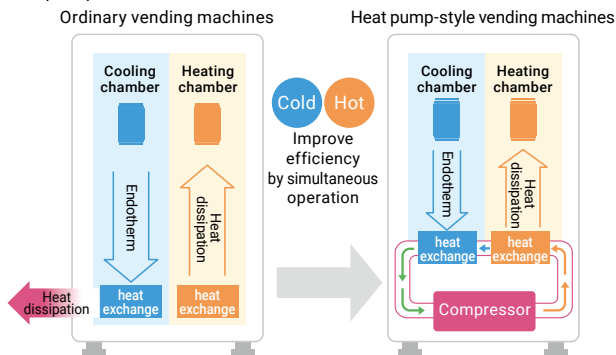 Ordinary vending machines
Cooling
chamber
Heating
chamber
Endotherm
Heat
dissipation
heat
exchange
heat
exchange
Heat
dissipation
Cold
Hot
Improve
efficiency
by simultaneous
operation
Heat pump-style vending machines
Cooling
chamber
Heating
chamber
Endotherm
Heat
dissipation
heat
exchange
heat
exchange
Compressor